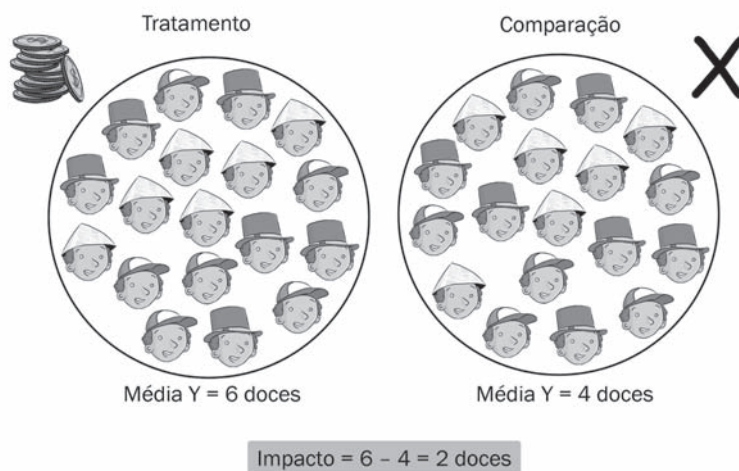 Tratamento
Comparação
Média Y = 6 doces
Média Y = 4 doces
Impacto = 6 – 4 = 2 doces